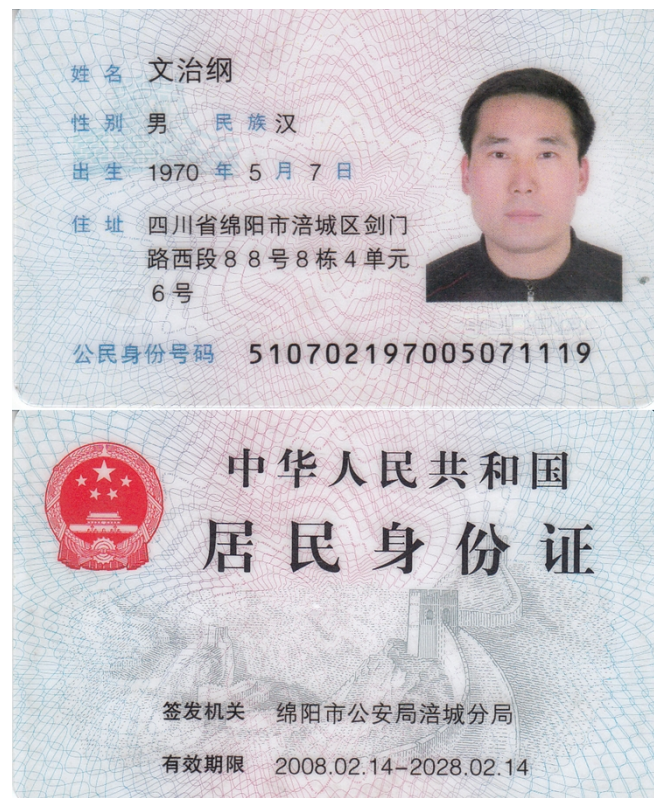 姓名 文治纲
性别 男 民族 汉
出生 1970 年 5 月 7 日
住址 四川省绵阳市涪城区剑门
路西段88号8栋4单元
6号
公民身份号码 510702197005071119
中华人民共和国
居民身份证
签发机关 绵阳市公安局涪城分局
有效期限 2008.02.14-2028.02.14